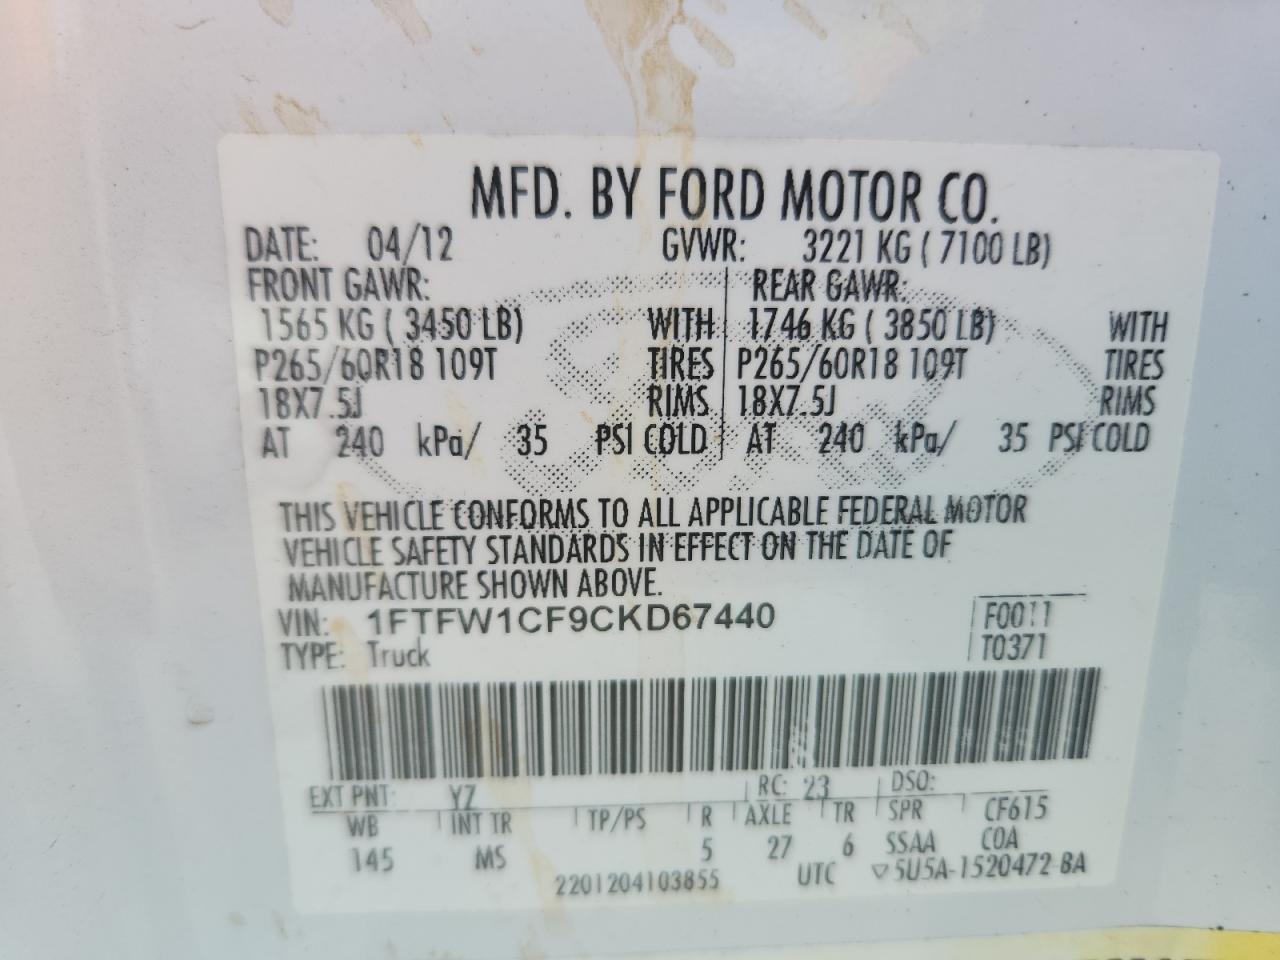 MFD. BY FORD MOTOR CO.
DATE: 04/12 GVWR: 3221 KG ( 7100 LB)
FRONT GAWR: REAR GAWR:
1565 KG ( 3450 LB) WITH 1746 KG ( 3850 LB) WITH
P265/60R18 109T TIRES P265/60R18 109T TIRES
18X7.5J RIMS 18X7.5J RIMS
AT 240 kPa/ 35 PSI COLD AT 240 kPa/ 35 PSI COLD
THIS VEHICLE CONFORMS TO ALL APPLICABLE FEDERAL MOTOR
VEHICLE SAFETY STANDARDS IN EFFECT ON THE DATE OF
MANUFACTURE SHOWN ABOVE.
VIN: 1FTFW1CF9CKD67440 F0011
TYPE: Truck T0371
EXT PNT: YZ RC: 23 DSO:
WB INT TR TP/PS R AXLE TR SPR CF615
145 MS 5 27 6 SSAA COA
2201204103855 UTC ▽5U5A-1520472-BA